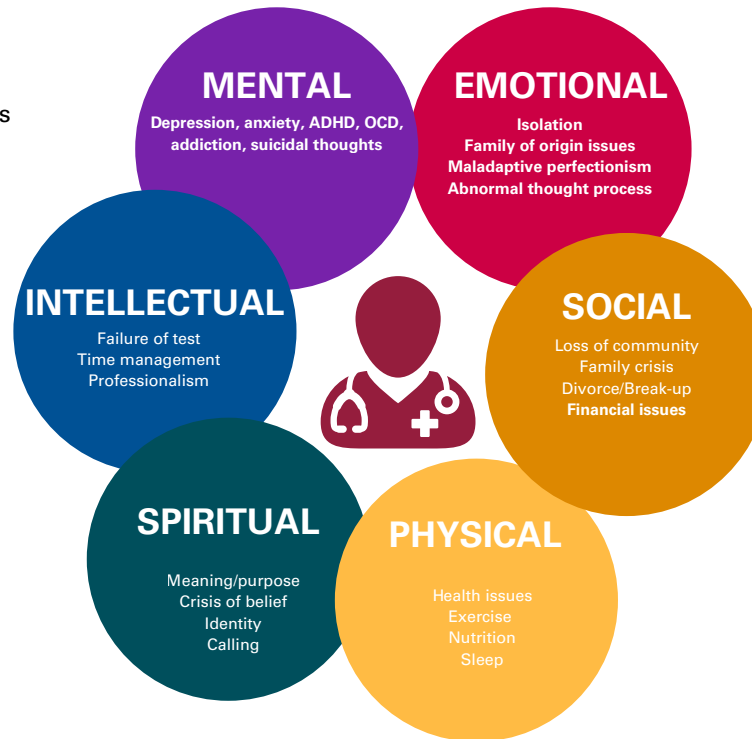 s
MENTAL
Depression, anxiety, ADHD, OCD,
addiction, suicidal thoughts
EMOTIONAL
Isolation
Family of origin issues
Maladaptive perfectionism
Abnormal thought process
INTELLECTUAL
Failure of test
Time management
Professionalism
SOCIAL
Loss of community
Family crisis
Divorce/Break-up
Financial issues
SPIRITUAL
Meaning/purpose
Crisis of belief
Identity
Calling
PHYSICAL
Health issues
Exercise
Nutrition
Sleep